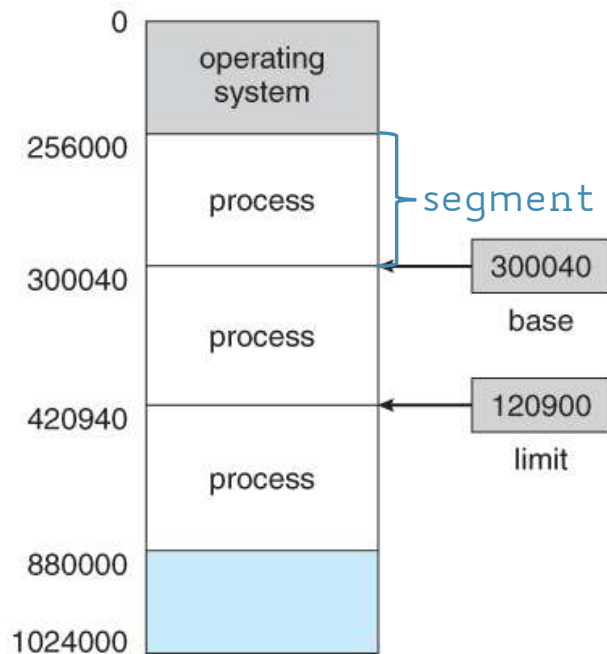 0
operating
system
256000
process
segment
300040
300040
base
process
420940
120900
limit
process
880000
1024000